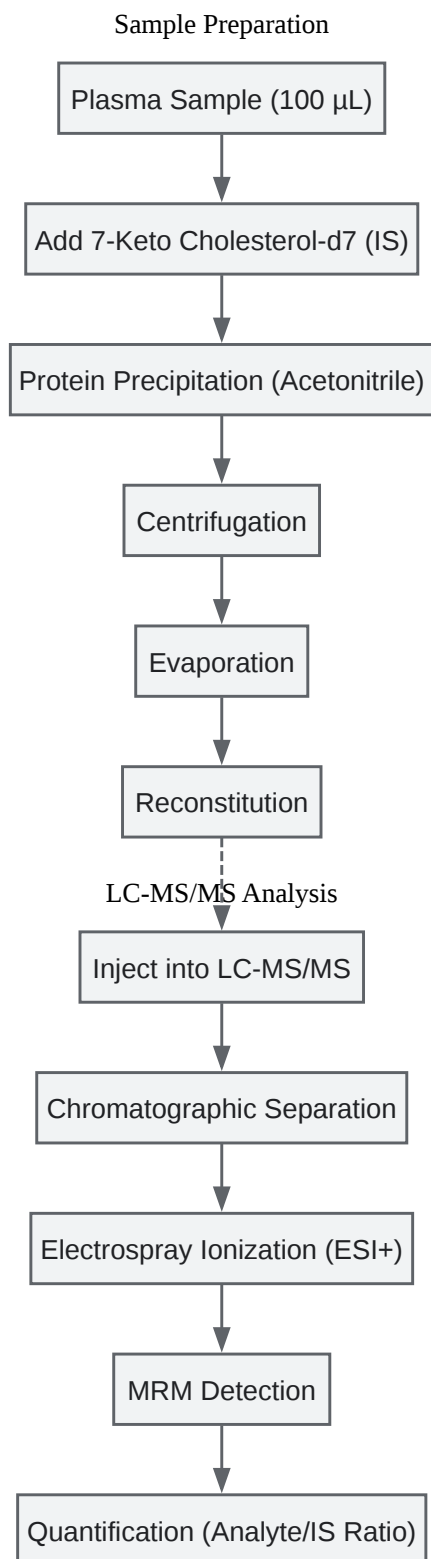 Sample Preparation
Plasma Sample (100 µL)
Add 7-Keto Cholesterol-d7 (IS)
Protein Precipitation (Acetonitrile)
Centrifugation
Evaporation
Reconstitution
LC-MS/MS Analysis
Inject into LC-MS/MS
Chromatographic Separation
Electrospray Ionization (ESI+)
MRM Detection
Quantification (Analyte/IS Ratio)